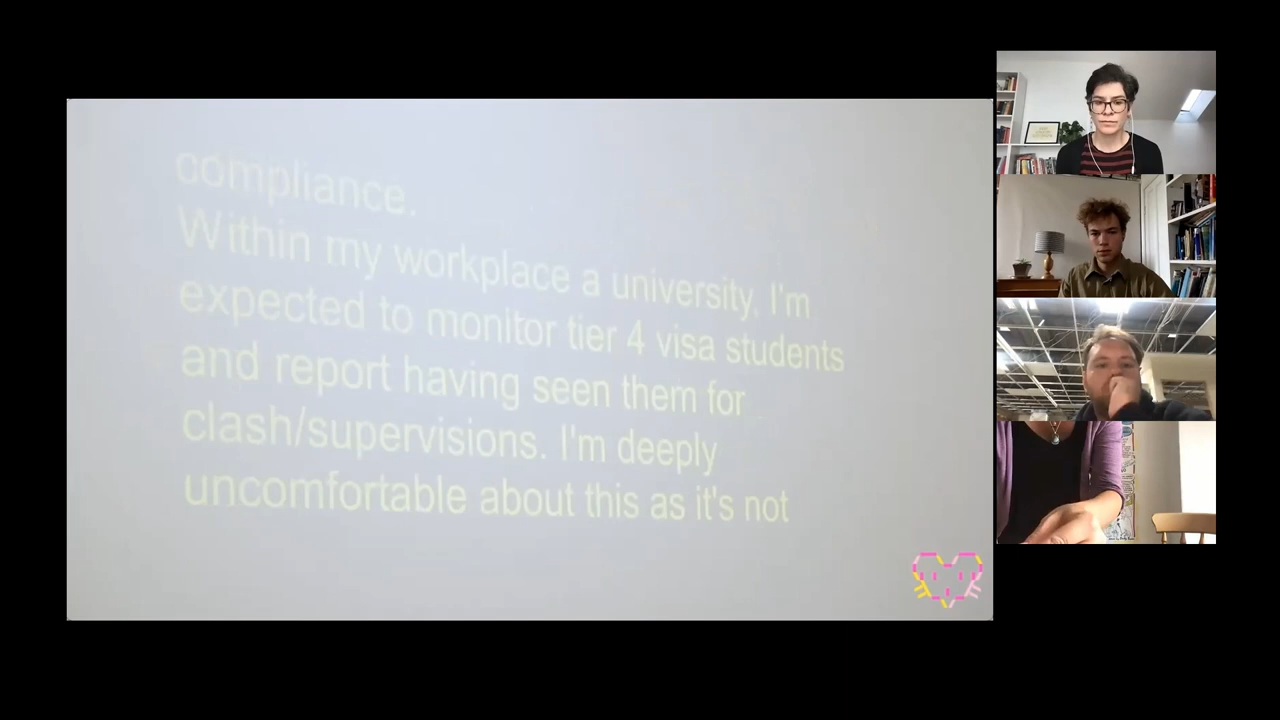 compliance.
Within my workplace a university, I'm
expected to monitor tier 4 visa students
and report having seen them for
clash/supervisions. I'm deeply
uncomfortable about this as it's not